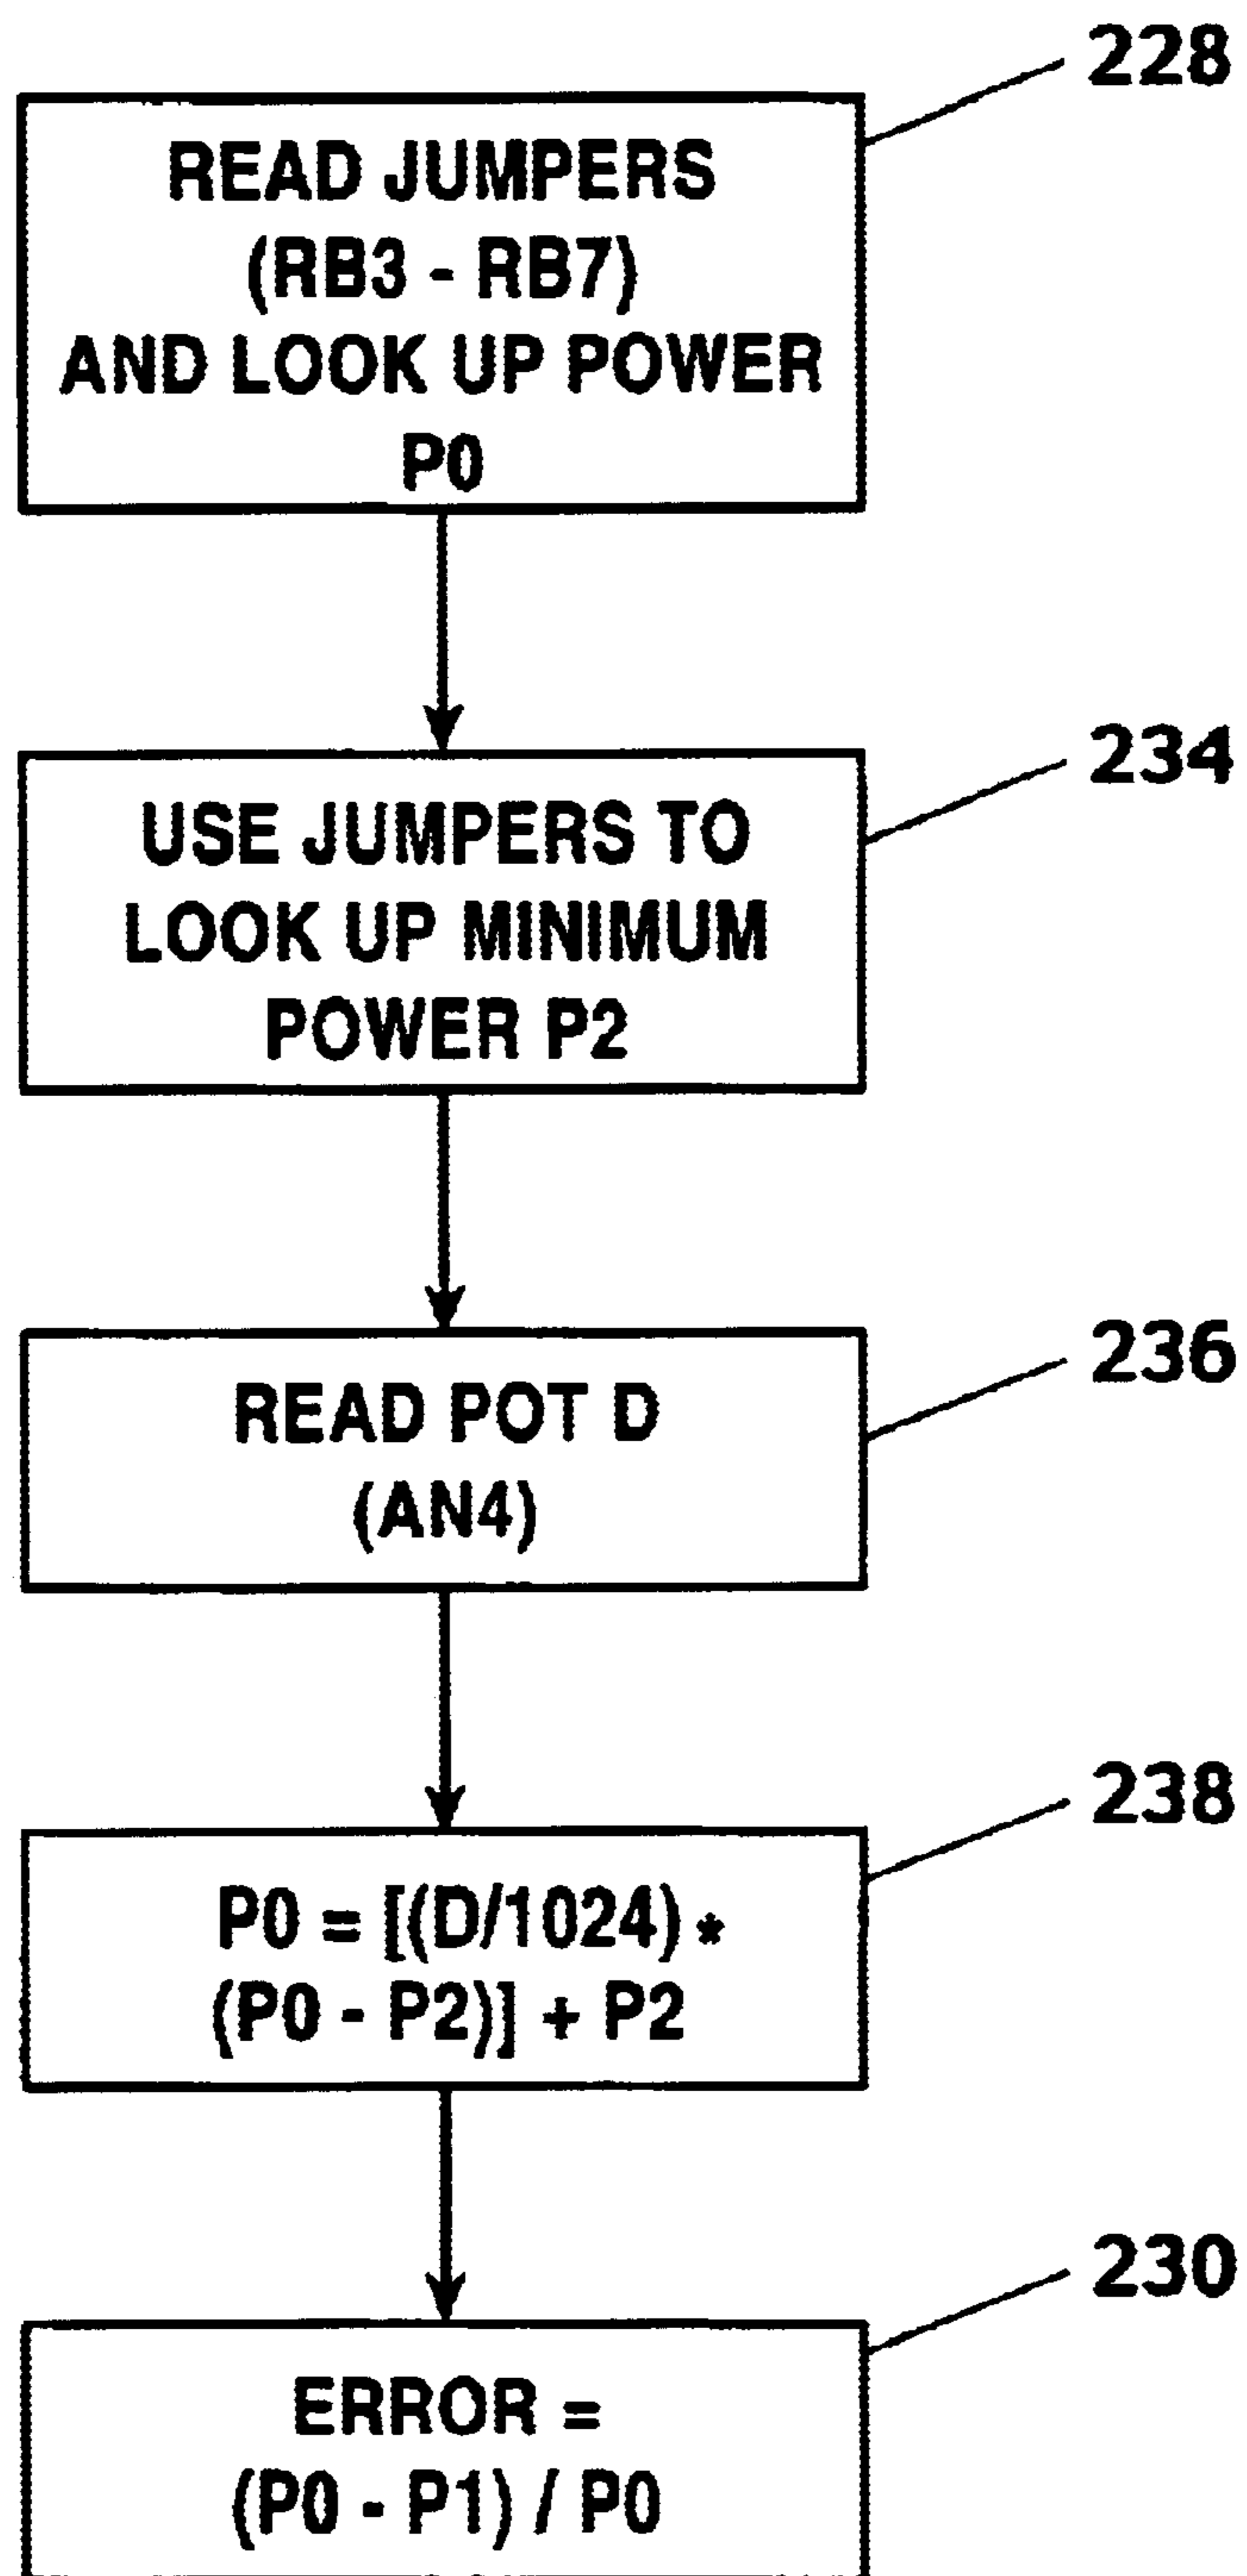 228
READ JUMPERS
(RB3 - RB7)
AND LOOK UP POWER
P0
234
USE JUMPERS TO
LOOK UP MINIMUM
POWER P2
236
READ POT D
(AN4)
238
P0 = [(D/1024) *
(P0 - P2)] + P2
230
ERROR =
(P0 - P1) / P0